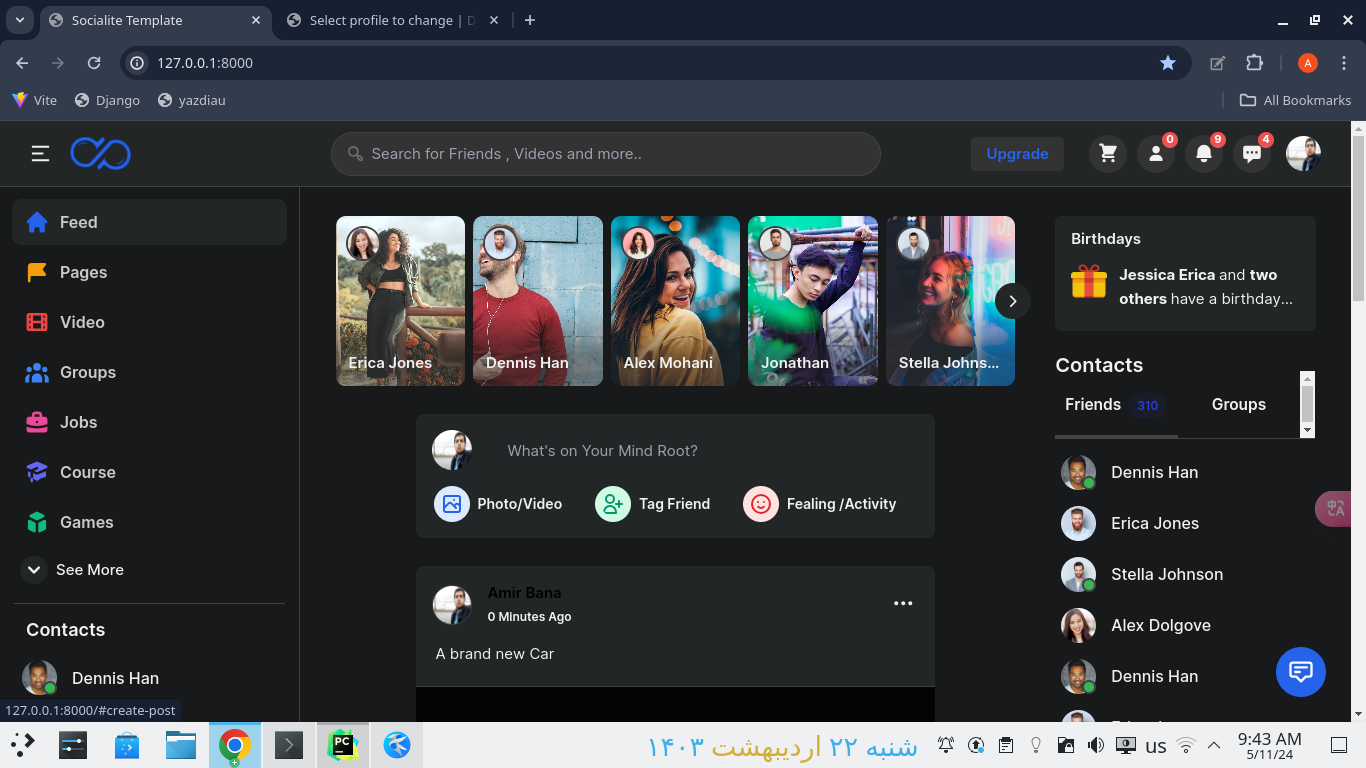 Socialite Template
Select profile to change | D
127.0.0.1:8000
A
Vite
Django
yazdiau
All Bookmarks
Search for Friends , Videos and more..
Upgrade
0
9
4
Feed
Pages
Video
Groups
Jobs
Course
Games
See More
Contacts
Dennis Han
127.0.0.1:8000/#create-post
Erica Jones
Dennis Han
Alex Mohani
Jonathan
Stella Johns...
What's on Your Mind Root?
Photo/Video
Tag Friend
Fealing /Activity
Amir Bana
0 Minutes Ago
A brand new Car
Birthdays
Jessica Erica and two
others have a birthday...
Contacts
Friends 310
Groups
Dennis Han
Erica Jones
Stella Johnson
Alex Dolgove
Dennis Han
中A
PC
شنبه ۲۲ اردیبهشت ۱۴۰۳
us
9:43 AM
5/11/24